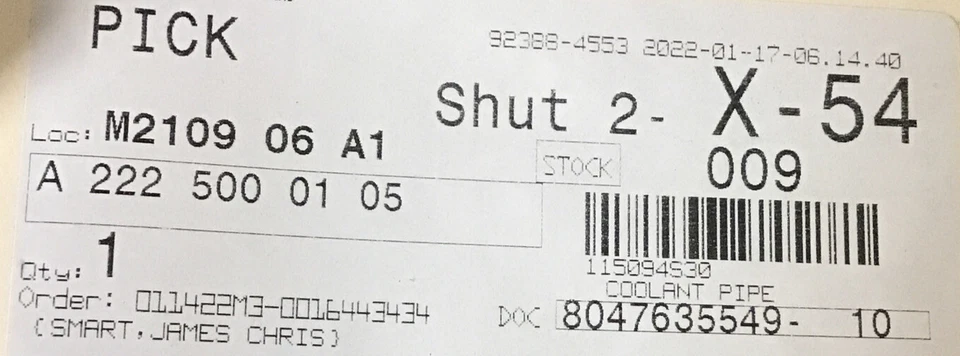 PICK
92388-4553 2022-01-17-06.14.40
Shut 2- X-54
Loc: M2109 06 A1
009
STOCK
A 222 500 01 05
Qty: 1
115094930
COOLANT PIPE
Order: 011422M3-0016443434
DOC 8047635549- 10
(SMART,JAMES CHRIS)